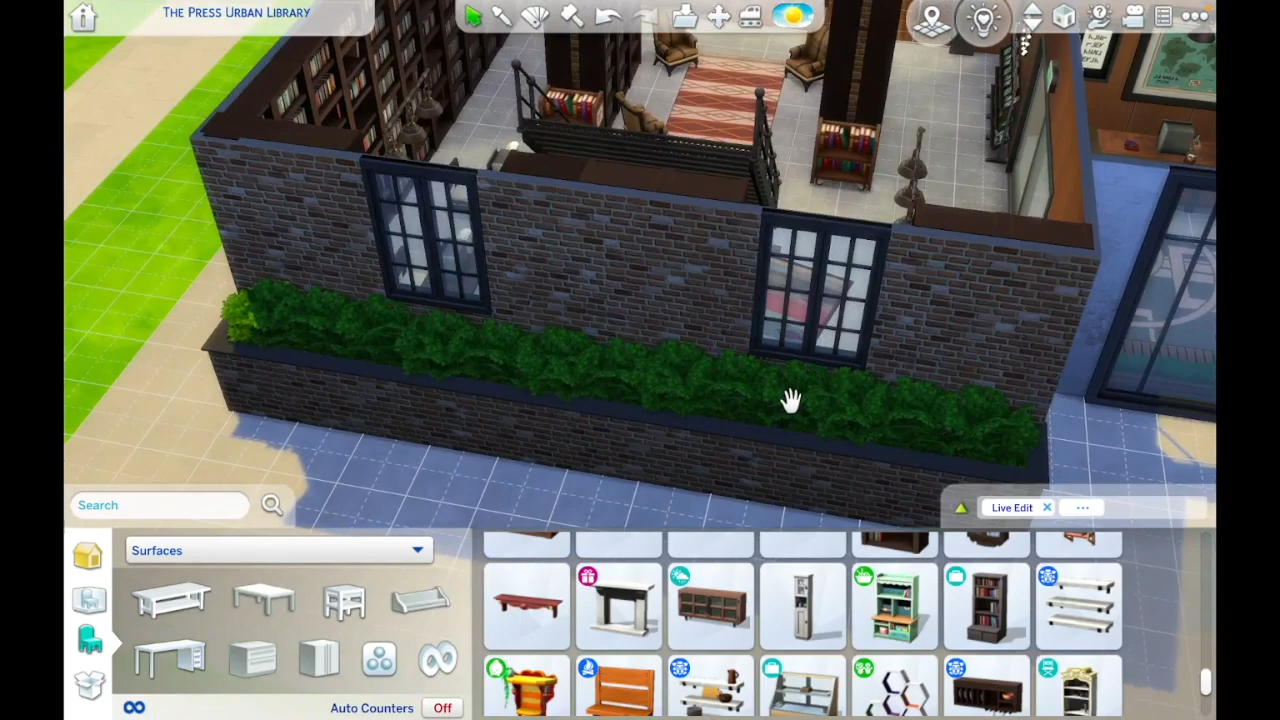 The Press Urban Library
Search
Live Edit
Surfaces
Auto Counters
Off